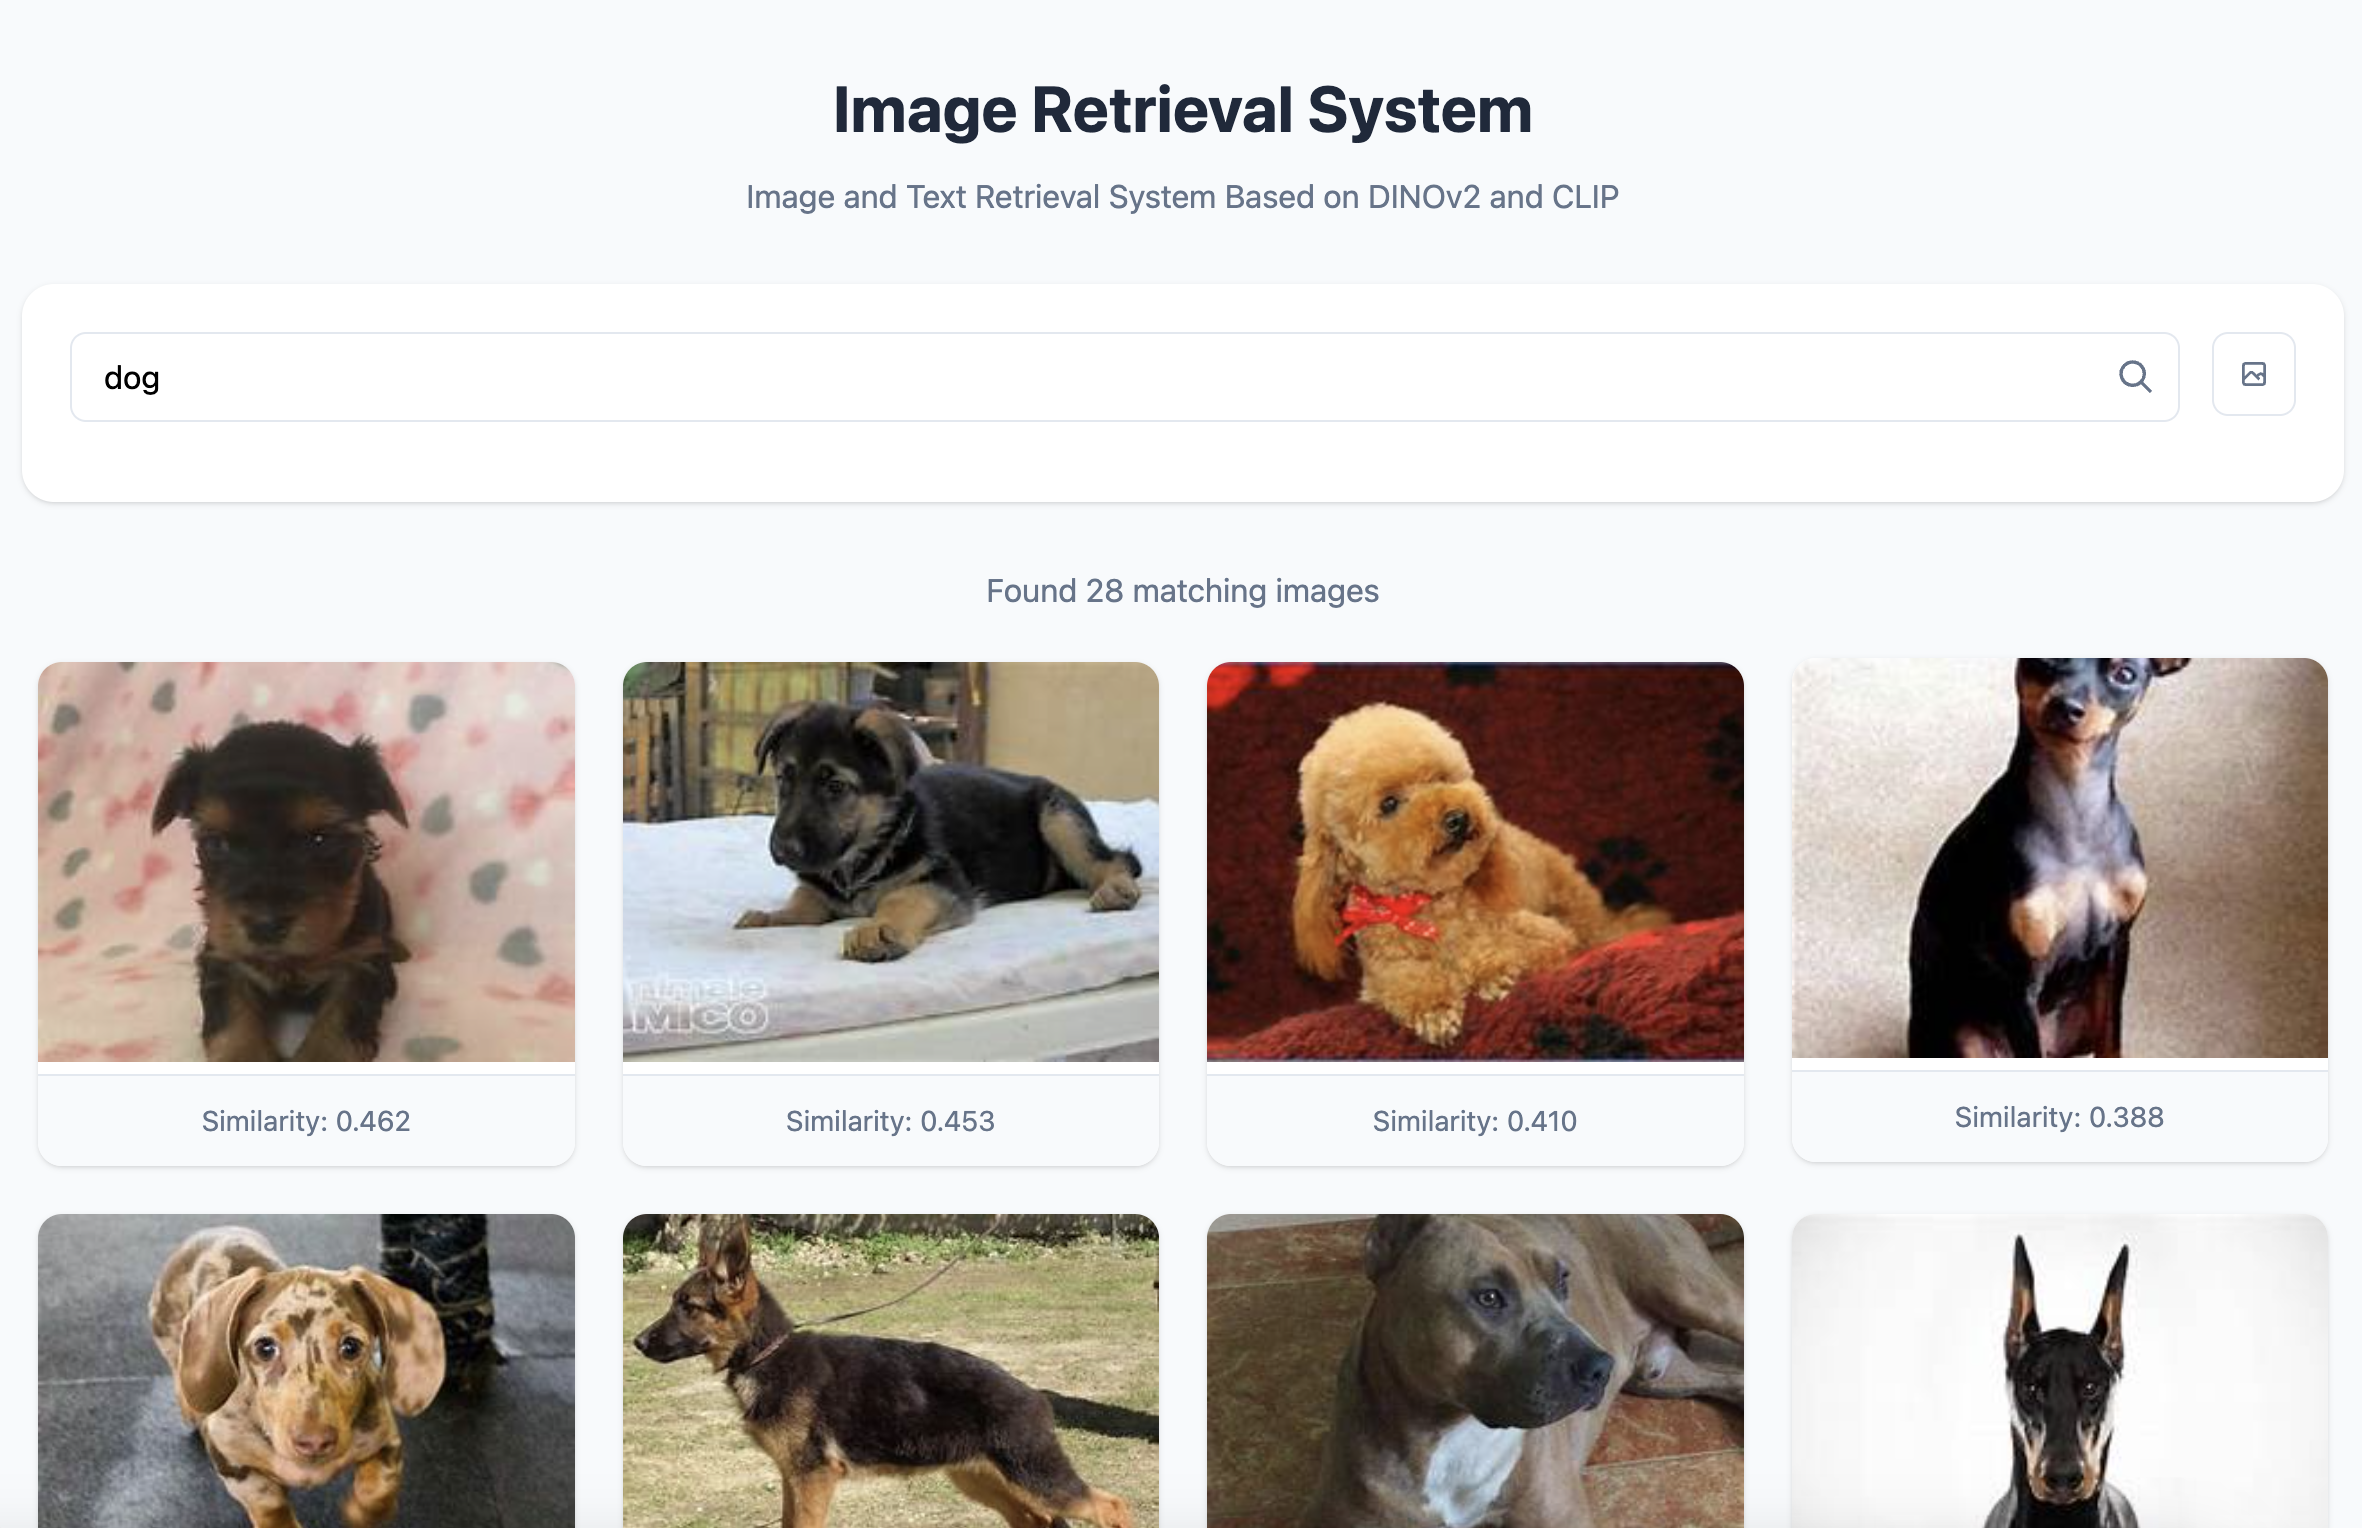 Image Retrieval System
Image and Text Retrieval System Based on DINOv2 and CLIP
dog
Found 28 matching images
MICO
Similarity: 0.462
Similarity: 0.453
Similarity: 0.410
Similarity: 0.388